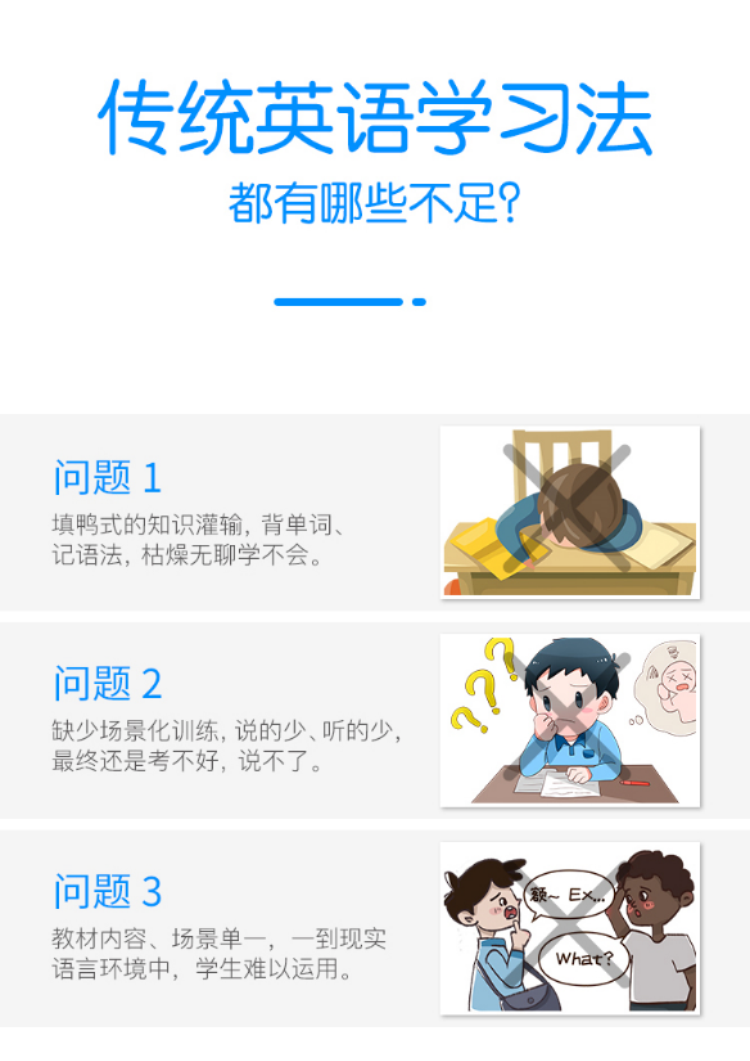 传统英语学习法
都有哪些不足?
问题 1
填鸭式的知识灌输, 背单词、
记语法, 枯燥无聊学不会。
问题 2
缺少场景化训练, 说的少、听的少,
最终还是考不好, 说不了。
问题 3
教材内容、场景单一, 一到现实
语言环境中, 学生难以运用。
额~ Ex...
What?